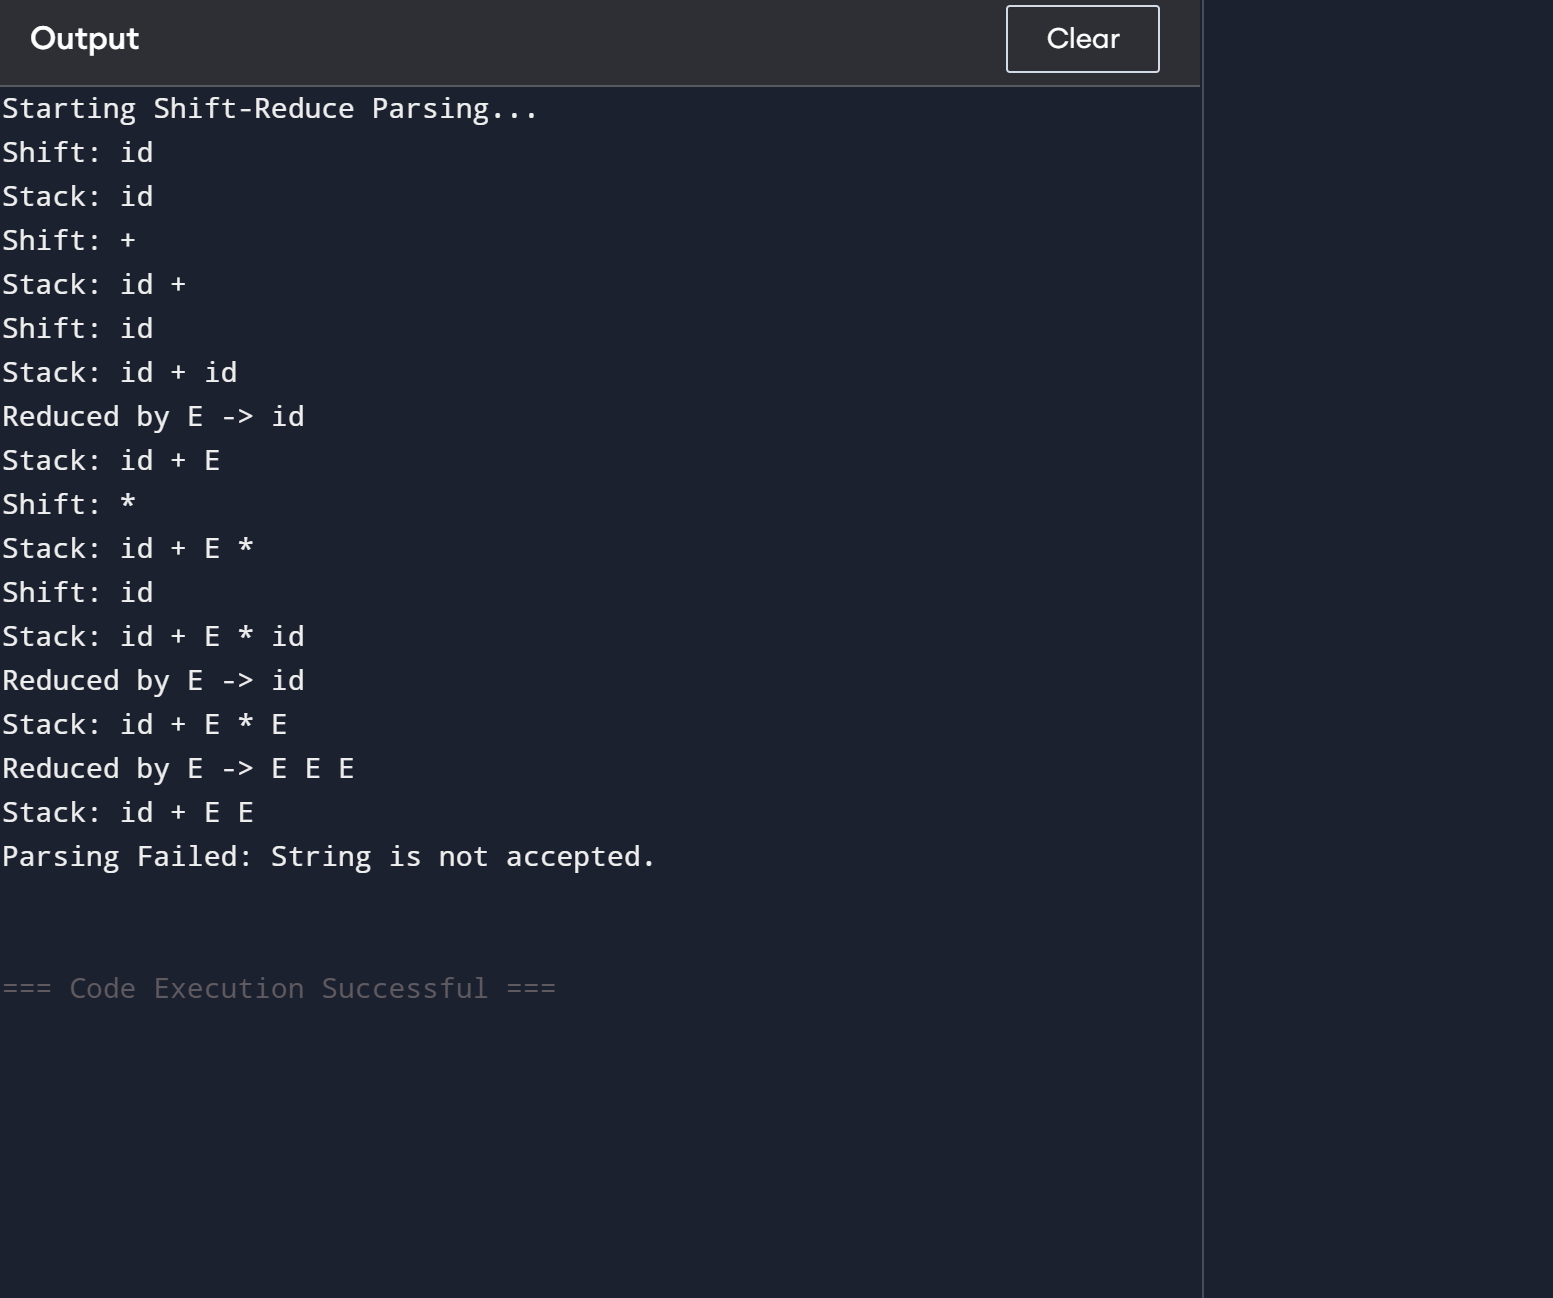 Output
Clear
Starting Shift-Reduce Parsing...
Shift: id
Stack: id
Shift: +
Stack: id +
Shift: id
Stack: id + id
Reduced by E -> id
Stack: id + E
Shift: *
Stack: id + E *
Shift: id
Stack: id + E * id
Reduced by E -> id
Stack: id + E * E
Reduced by E -> E E E
Stack: id + E E
Parsing Failed: String is not accepted.
=== Code Execution Successful ===